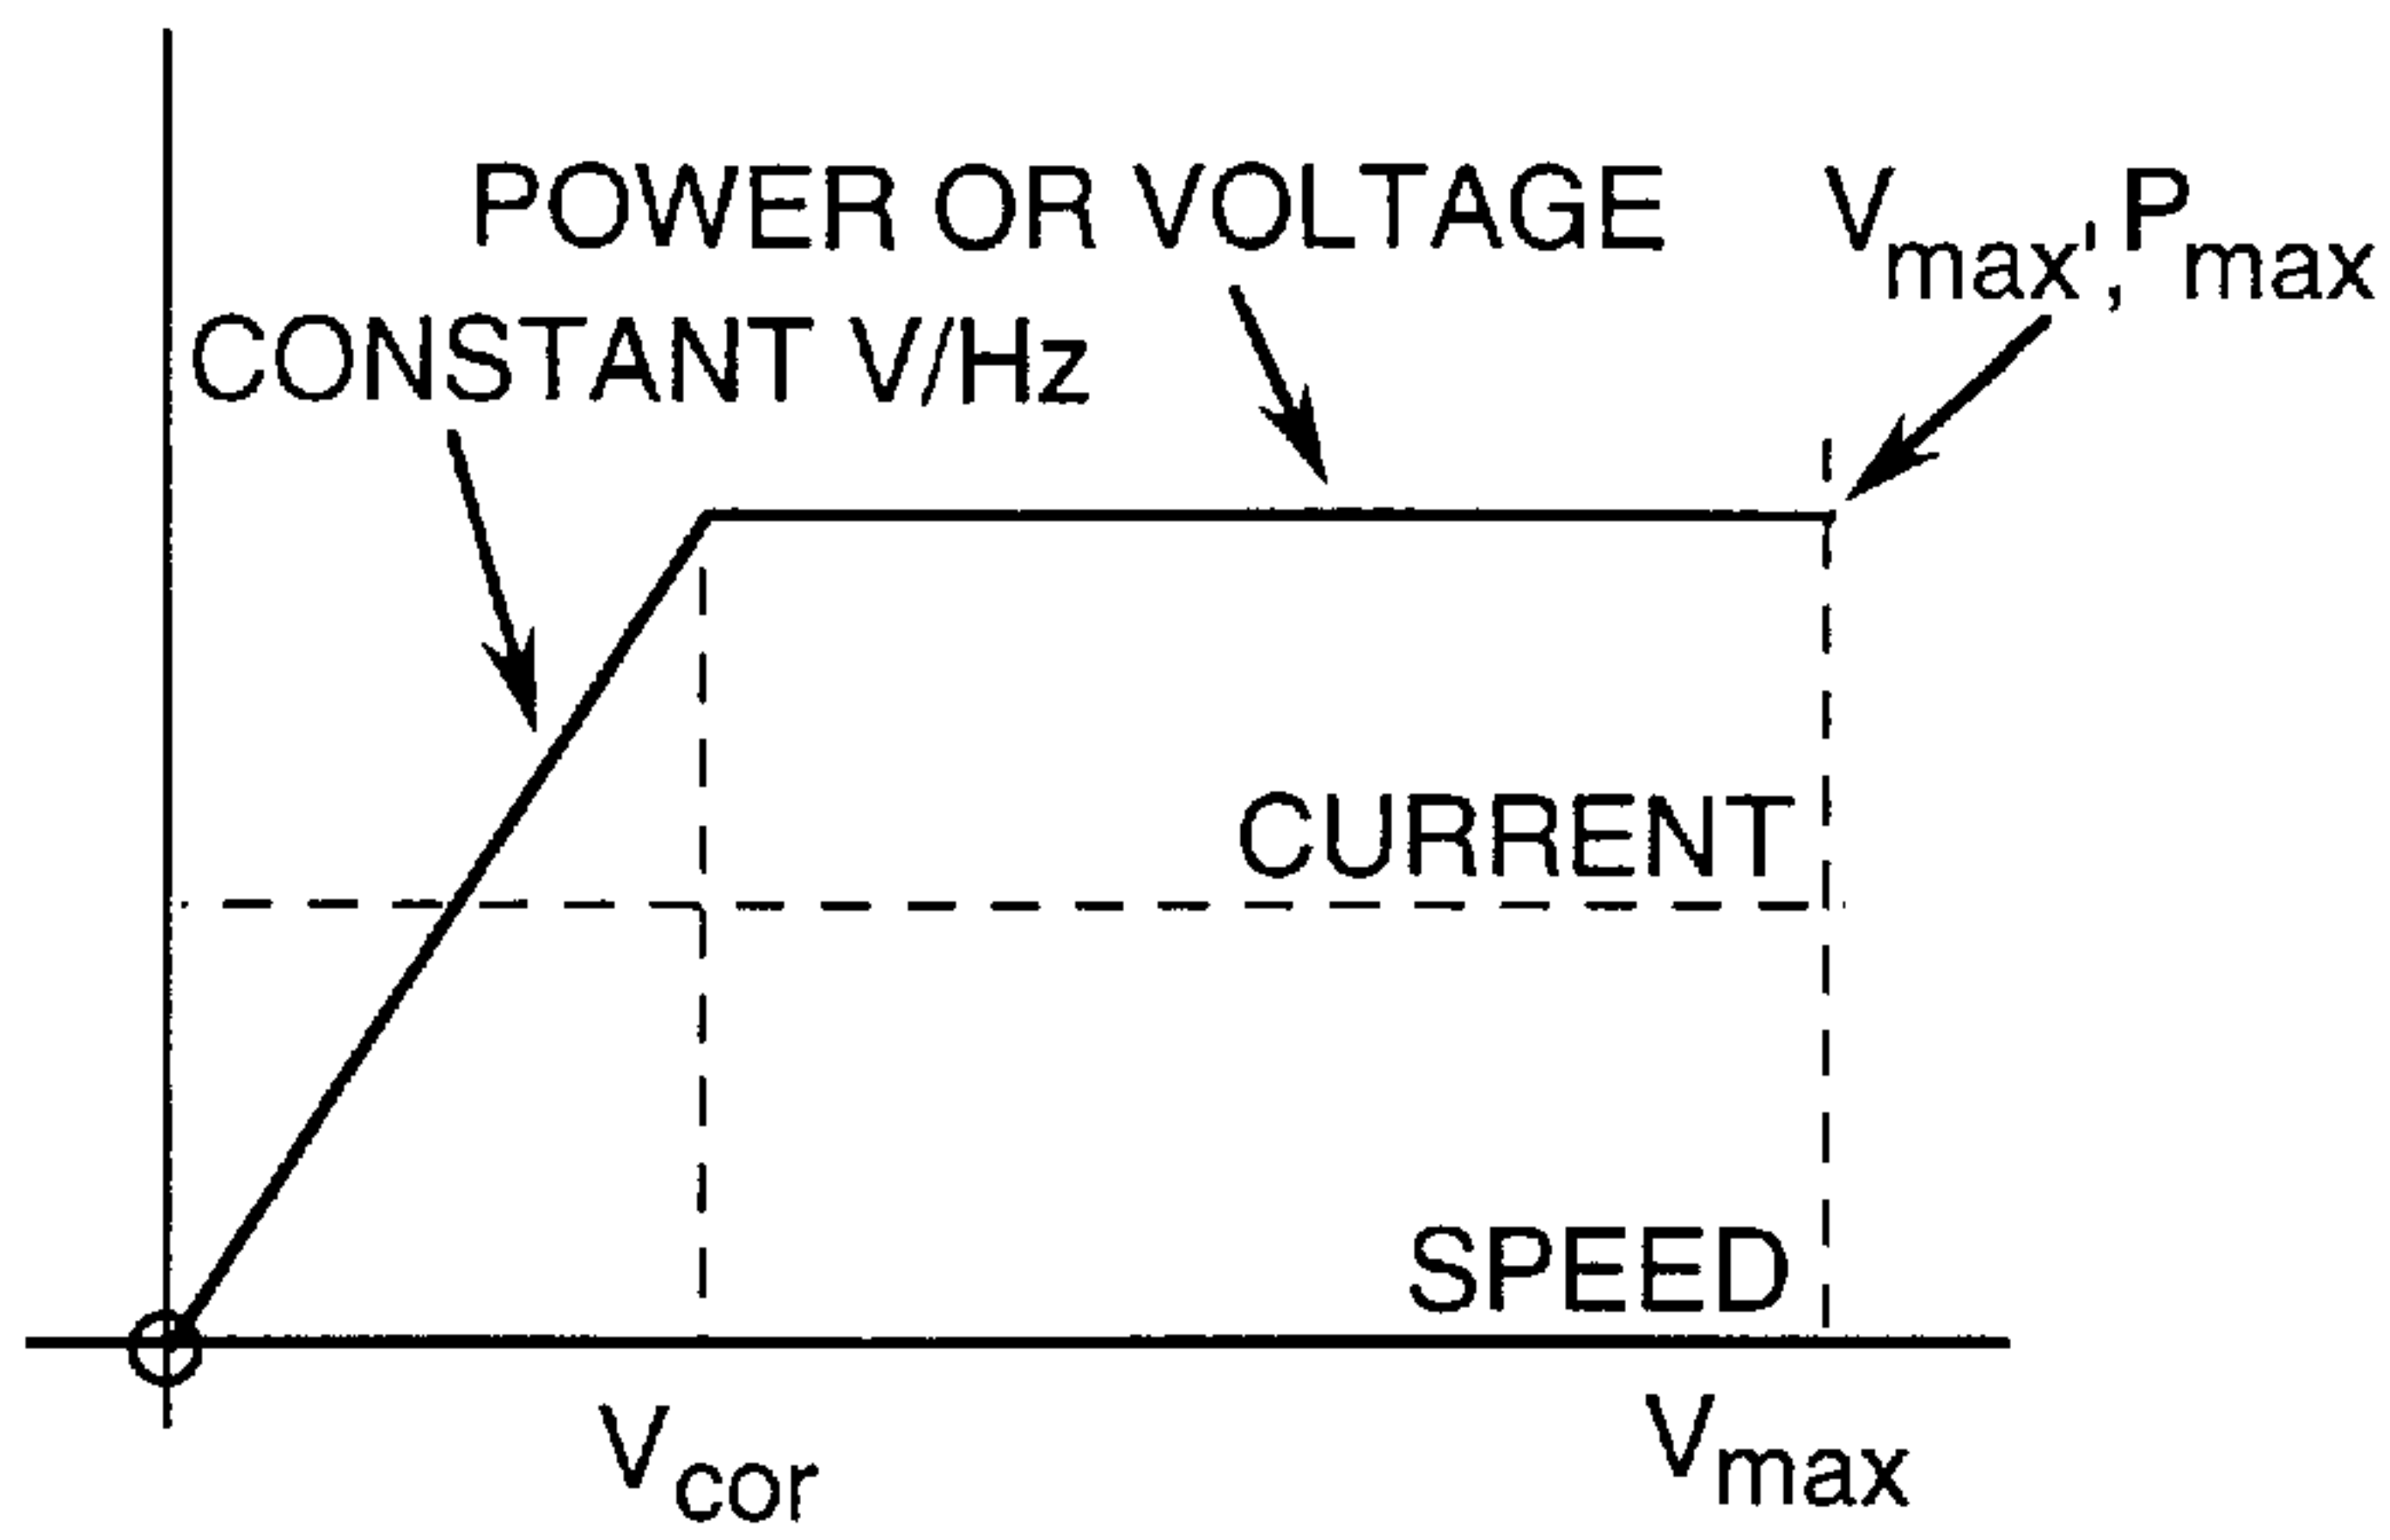 POWER OR VOLTAGE
Vmax, Pmax
CONSTANT V/Hz
CURRENT
SPEED
Vcor
Vmax